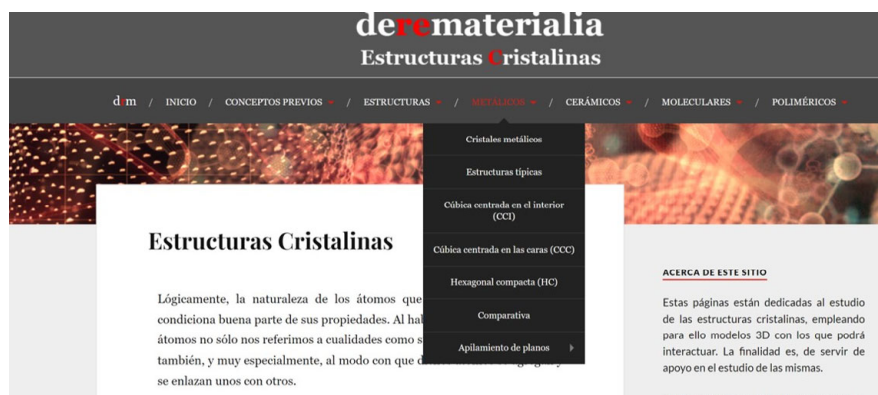 derematerialia
Estructuras Cristalinas
drm / INICIO / CONCEPTOS PREVIOS / ESTRUCTURAS / METÁLICOS / CERÁMICOS / MOLECULARES / POLIMÉRICOS
Cristales metálicos
Estructuras típicas
Cúbica centrada en el interior
(CCI)
Cúbica centrada en las caras (CCC)
Hexagonal compacta (HC)
Comparativa
Apilamiento de planos
Estructuras Cristalinas
Lógicamente, la naturaleza de los átomos que
condiciona buena parte de sus propiedades. Al
átomos no sólo nos referimos a cualidades como
también, y muy especialmente, al modo con que
se enlazan unos con otros.
ACERCA DE ESTE SITIO
Estas páginas están dedicadas al estudio
de las estructuras cristalinas, empleando
para ello modelos 3D con los que podrá
interactuar. La finalidad es, de servir de
apoyo en el estudio de las mismas.